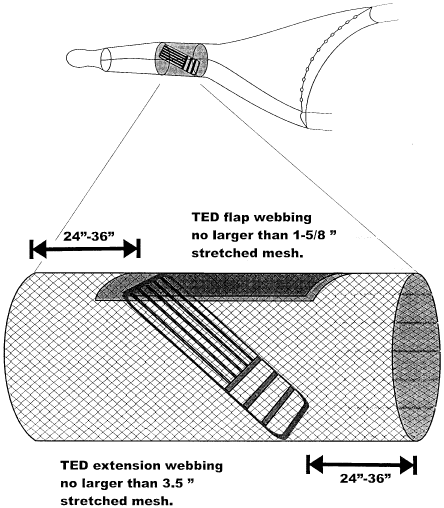 TED flap webbing
no larger than 1-5/8 ”
stretched mesh.
24”-36”
TED extension webbing
no larger than 3.5 ”
stretched mesh.
24”-36”